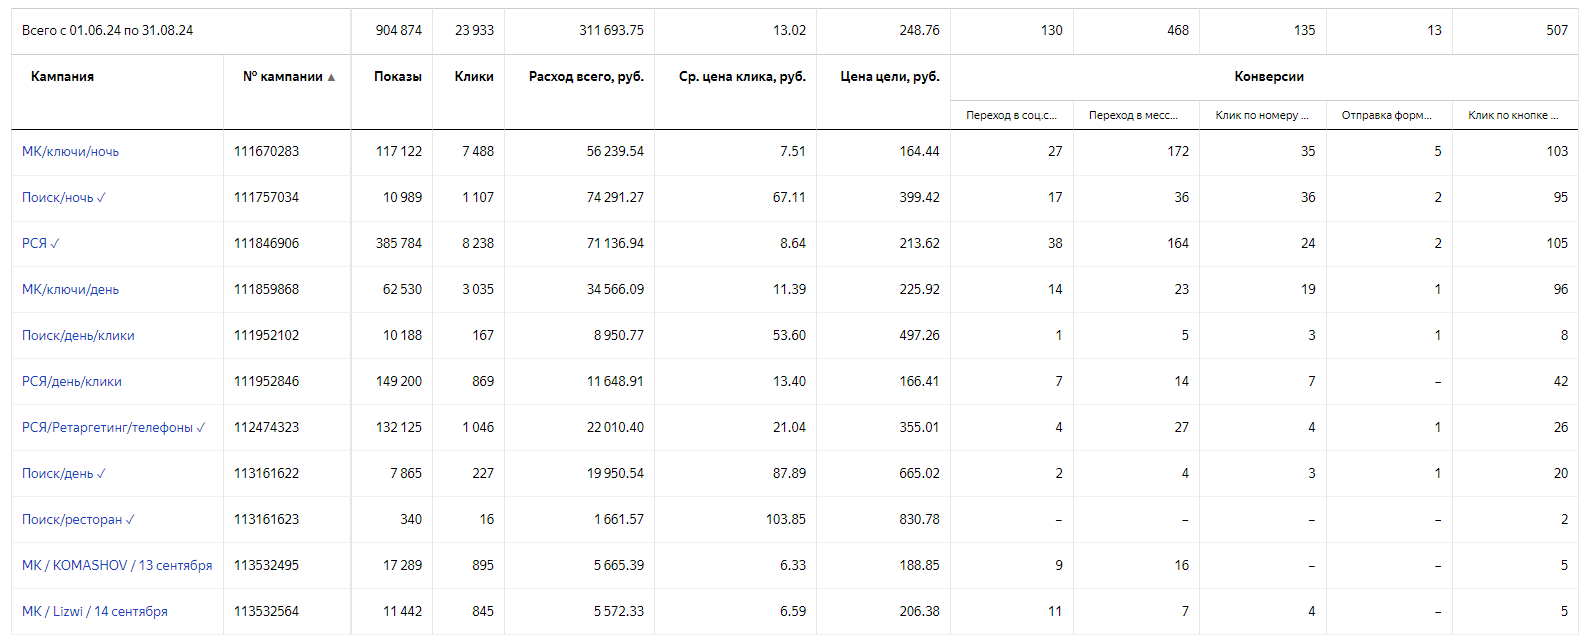 Всего с 01.06.24 по 31.08.24 904 874 23 933 311 693.75 13.02 248.76 130 468 135 13 507
Кампания № кампании ▲ Показы Клики Расход всего, руб. Ср. цена клика, руб. Цена цели, руб. Конверсии
Переход в соц.с... Переход в месс... Клик по номеру ... Отправка форм... Клик по кнопке ...
МК/ключи/ночь 111670283 117 122 7 488 56 239.54 7.51 164.44 27 172 35 5 103
Поиск/ночь ✓ 111757034 10 989 1 107 74 291.27 67.11 399.42 17 36 36 2 95
РСЯ ✓ 111846906 385 784 8 238 71 136.94 8.64 213.62 38 164 24 2 105
МК/ключи/день 111859868 62 530 3 035 34 566.09 11.39 225.92 14 23 19 1 96
Поиск/день/клики 111952102 10 188 167 8 950.77 53.60 497.26 1 5 3 1 8
РСЯ/день/клики 111952846 149 200 869 11 648.91 13.40 166.41 7 14 7 – 42
РСЯ/Ретаргетинг/телефоны ✓ 112474323 132 125 1 046 22 010.40 21.04 355.01 4 27 4 1 26
Поиск/день ✓ 113161622 7 865 227 19 950.54 87.89 665.02 2 4 3 1 20
Поиск/ресторан ✓ 113161623 340 16 1 661.57 103.85 830.78 – – – – 2
МК / KOMASHOV / 13 сентября 113532495 17 289 895 5 665.39 6.33 188.85 9 16 – – 5
МК / Lizwi / 14 сентября 113532564 11 442 845 5 572.33 6.59 206.38 11 7 4 – 5